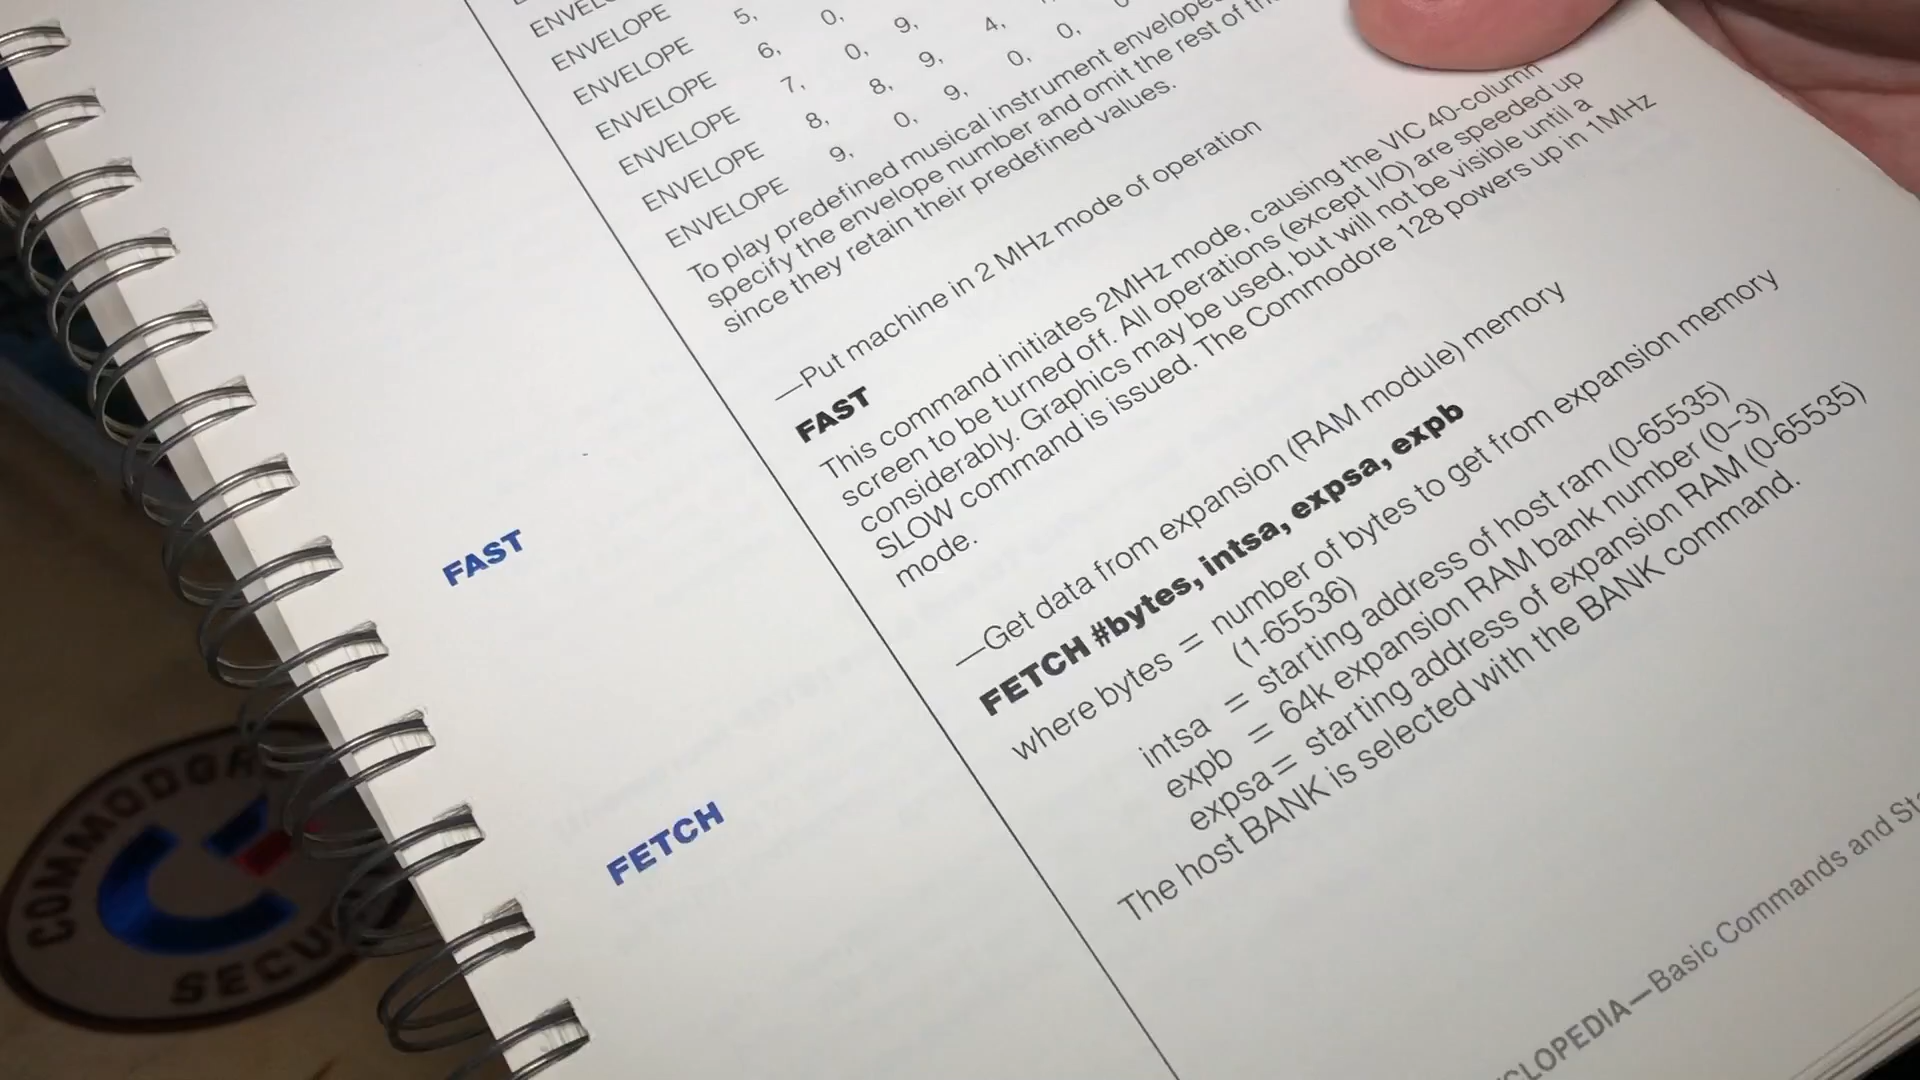 ENVELOPE 5, 0, 9,
ENVELOPE 6, 0, 9, 4,
ENVELOPE 7, 0, 9, 0, 0,
ENVELOPE 8, 8, 9, 0,
ENVELOPE 9, 0, 9,
ENVELOPE
ENVELOPE
To play predefined musical instrument envelopes
specify the envelope number and omit the rest of the
since they retain their predefined values.
FAST
—Put machine in 2 MHz mode of operation
FAST
This command initiates 2MHz mode, causing the VIC 40-column
screen to be turned off. All operations (except I/O) are speeded up
considerably. Graphics may be used, but will not be visible until a
SLOW command is issued. The Commodore 128 powers up in 1MHz
mode.
FETCH
—Get data from expansion (RAM module) memory
FETCH #bytes, intsa, expsa, expb
where bytes = number of bytes to get from expansion memory
(1-65536)
intsa = starting address of host ram (0-65535)
expb = 64k expansion RAM bank number (0–3)
expsa = starting address of expansion RAM (0-65535)
The host BANK is selected with the BANK command.
CLOPEDIA—Basic Commands and
COMMODOR
SECU